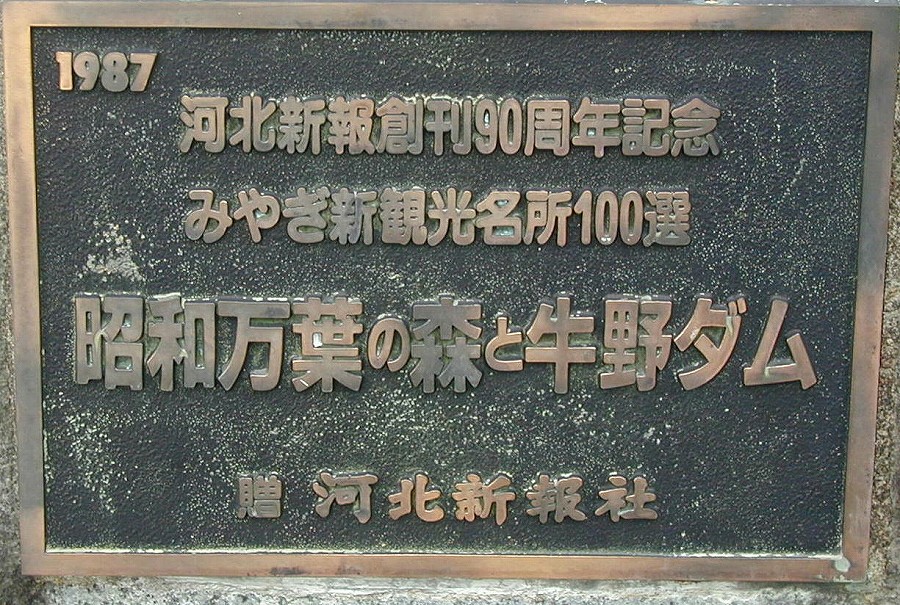 1987
河北新報創刊90周年記念
みやぎ新観光名所100選
昭和万葉の森と牛野ダム
贈 河北新報社